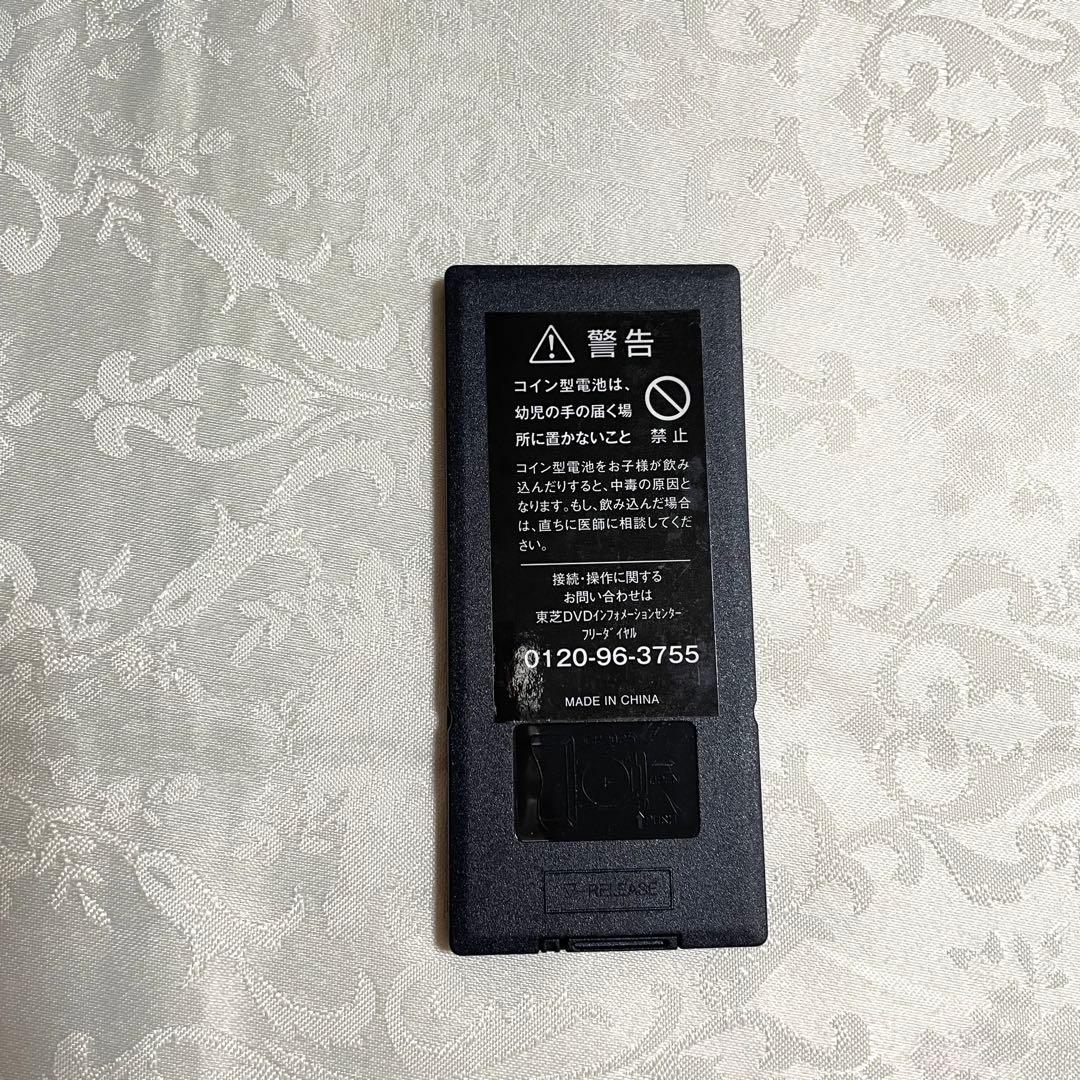 警告
コイン型電池は、
幼児の手の届く場
所に置かないこと
禁止
コイン型電池をお子様が飲み
込んだりすると、中毒の原因と
なります。もし、飲み込んだ場合
は、直ちに医師に相談してくだ
さい。
接続・操作に関する
お問い合わせは
東芝DVDインフォメーションセンター
フリーダイヤル
0120-96-3755
MADE IN CHINA
RELEASE